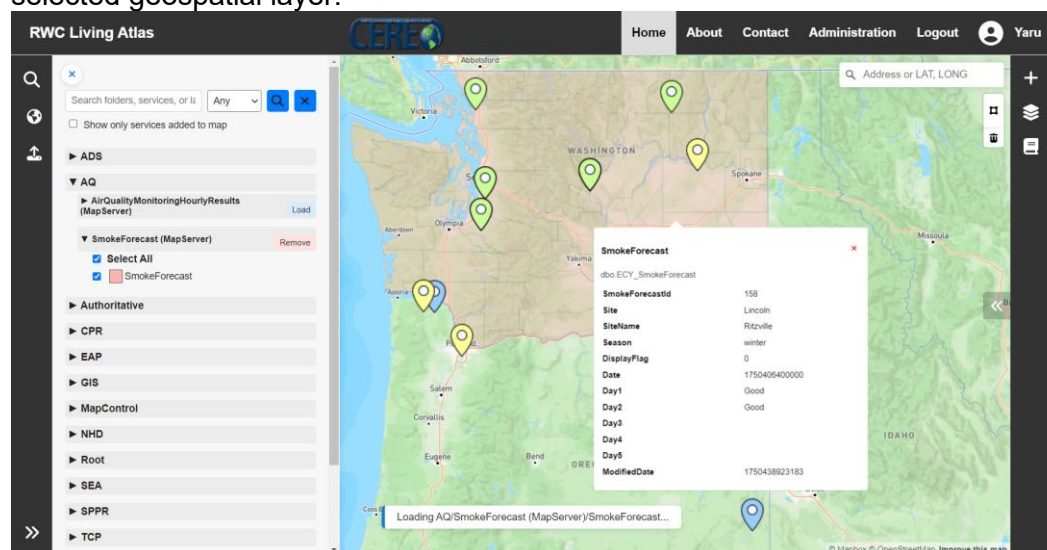 selected geospatial layer.
RWC Living Atlas
CEREO
Home About Contact Administration Logout Yaru
Search folders, services, or la
Any
Show only services added to map
ADS
AQ
AirQualityMonitoringHourlyResults
(MapServer)
Load
SmokeForecast (MapServer)
Remove
Select All
SmokeForecast
Authoritative
CPR
EAP
GIS
MapControl
NHD
Root
SEA
SPPR
TCP
Address or LAT, LONG
Abbotsford
Victoria
WASHINGTON
Spokane
Olympia
Aberdeen
Yakima
Missoula
Astoria
Salem
Corvallis
Eugene
Bend
IDAHO
SmokeForecast
dbo.ECY_SmokeForecast
SmokeForecastId 158
Site Lincoln
SiteName Ritzville
Season winter
DisplayFlag 0
Date 1750406400000
Day1 Good
Day2 Good
Day3
Day4
Day5
ModifiedDate 1750438923183
Loading AQ/SmokeForecast (MapServer)/SmokeForecast...
© Mapbox © OpenStreetMap Improve this map